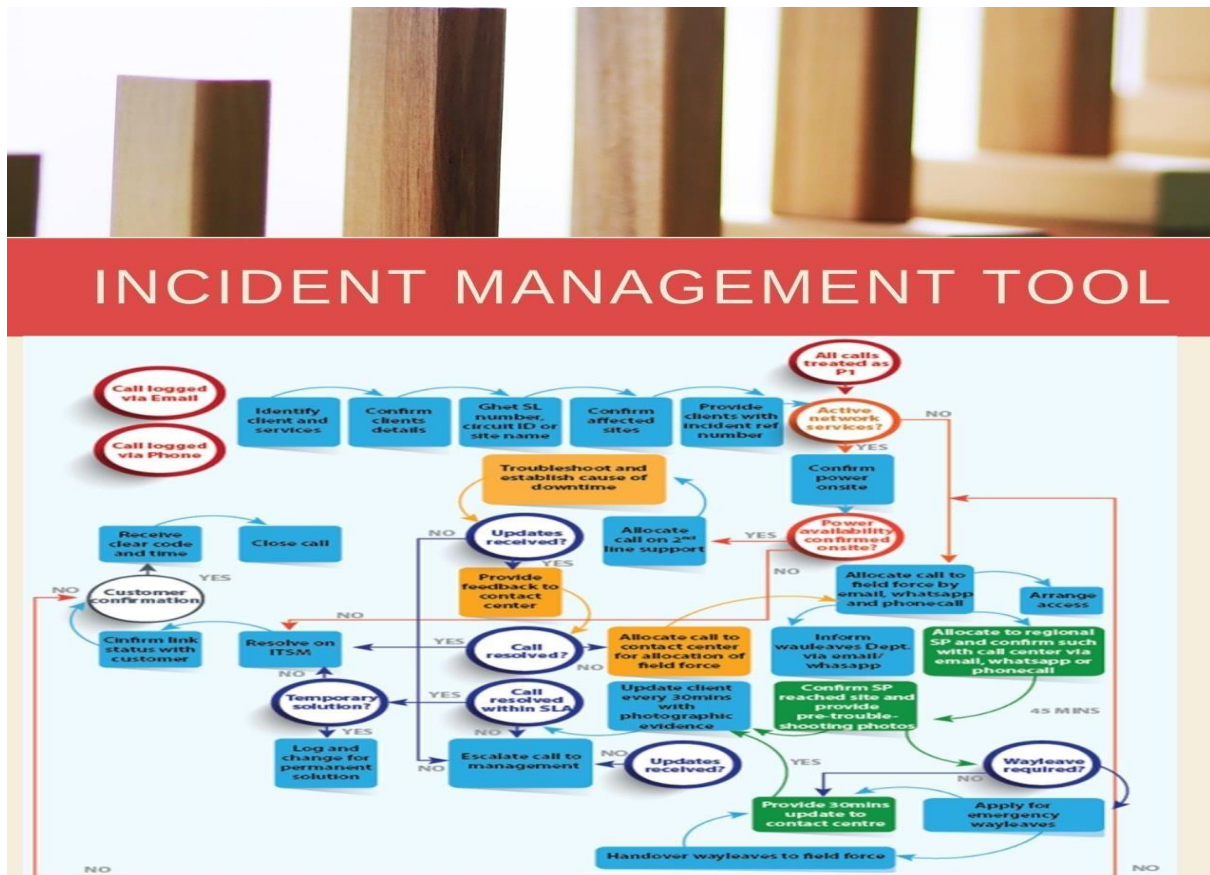 INCIDENT MANAGEMENT TOOL
All calls
treated as
P1
Call logged
via Email
Call logged
via Phone
Identify
client and
services
Confirm
clients
details
Ghet SL
number,
circuit ID or
site name
Confirm
affected
sites
Provide
clients with
incident ref
number
Active
network
services?
NO
YES
Troubleshoot and
establish cause of
downtime
Confirm
power
onsite
Receive
clear code
and time
Close call
NO
Updates
received?
Allocate
call on 2nd
line support
YES
Power
availability
confirmed
onsite?
YES
YES
NO
NO
Customer
confirmation
Provide
feedback to
contact
center
Allocate call to
field force by
email, whatsapp
and phonecall
Arrange
access
NO
Cinfirm link
status with
customer
Resolve on
ITSM
YES
Call
resolved?
NO
Allocate call to
contact center
for allocation of
field force
Inform
wauleaves Dept.
via email/
whasapp
Allocate to regional
SP and confirm such
with call center via
email, whatsapp or
phonecall
NO
Temporary
solution?
YES
Call
resolved
within SLA
Update client
every 30mins
with
photographic
evidence
Confirm SP
reached site and
provide
pre-trouble-
shooting photos
45 MINS
YES
NO
Log and
change for
permanent
solution
NO
Escalate call to
management
NO
Updates
received?
YES
NO
Wayleave
required?
Provide 30mins
update to
contact centre
Apply for
emergency
wayleaves
Handover wayleaves to field force
NO
NO